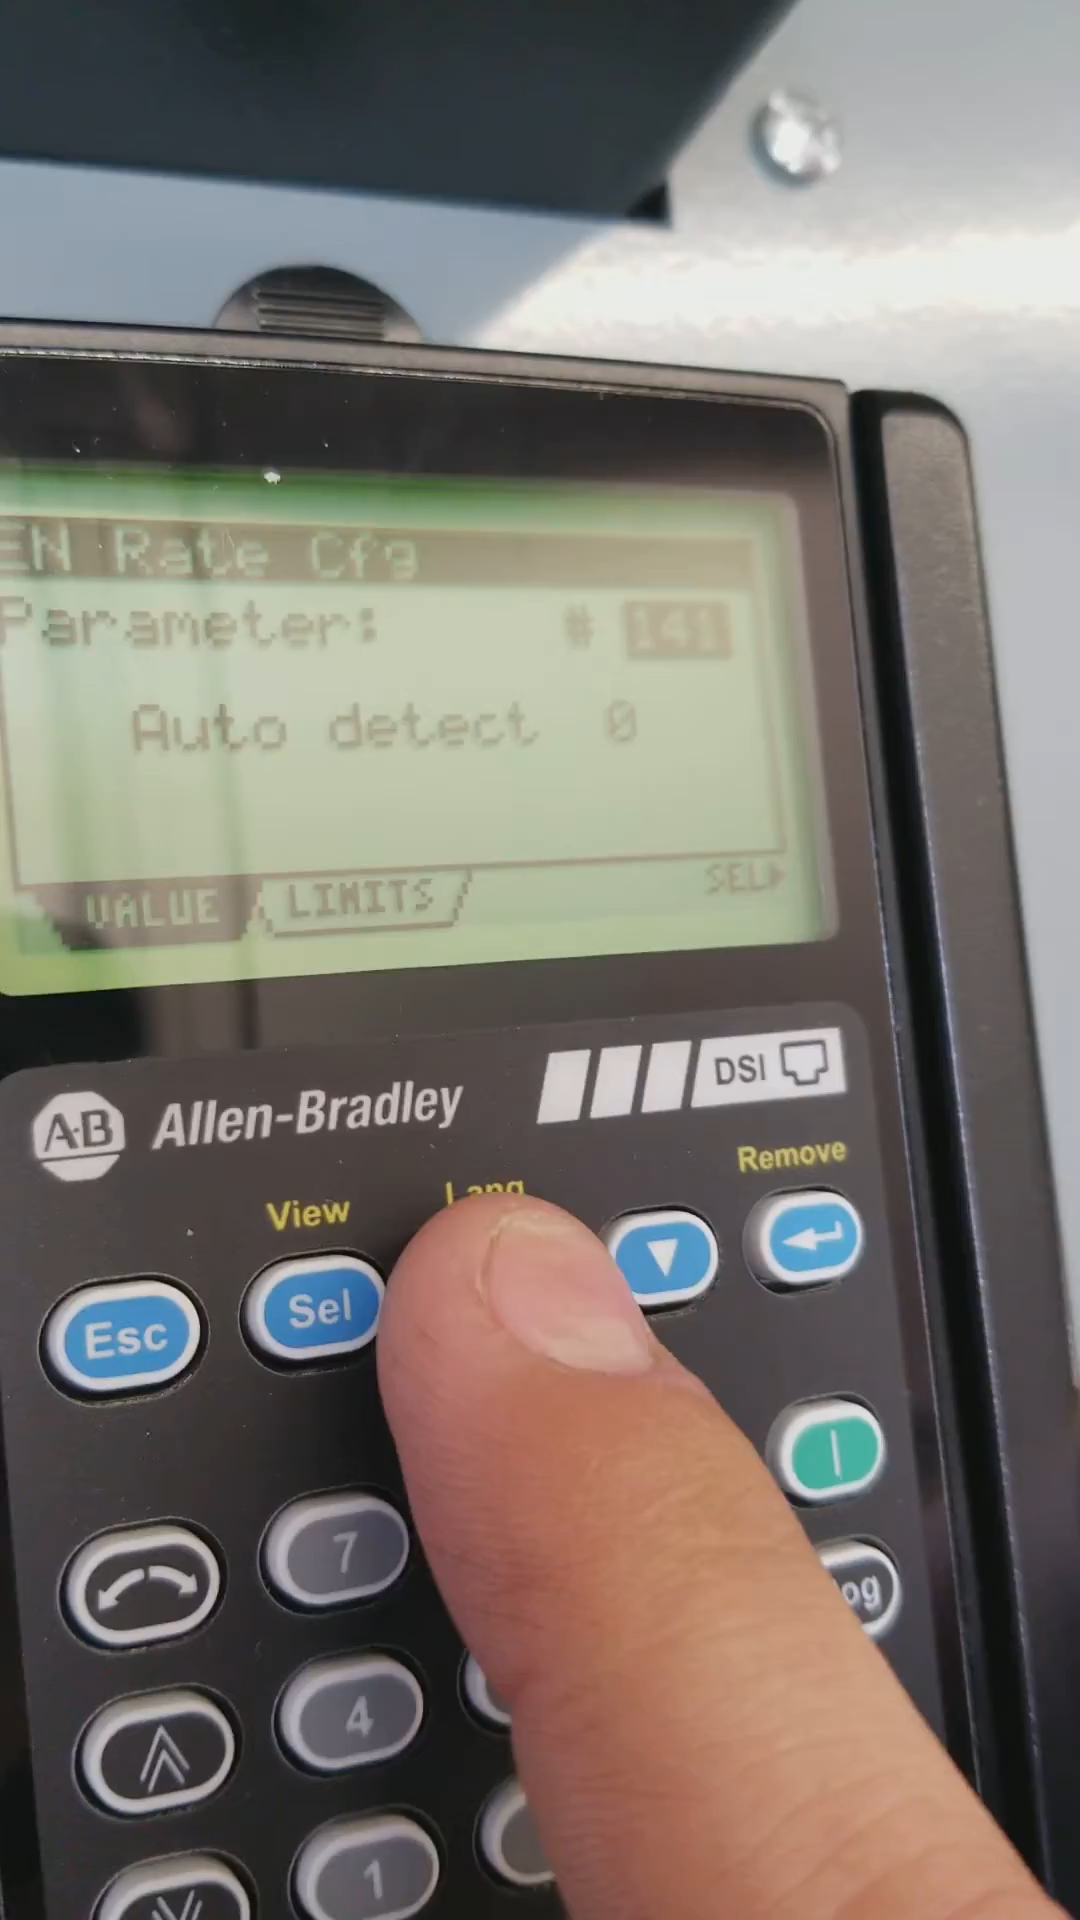 EN Rate Cfg
Parameter: # 141
Auto detect 0
VALUE LIMITS SEL
A-B Allen-Bradley DSI
View Lang Remove
Esc Sel
7
4
1